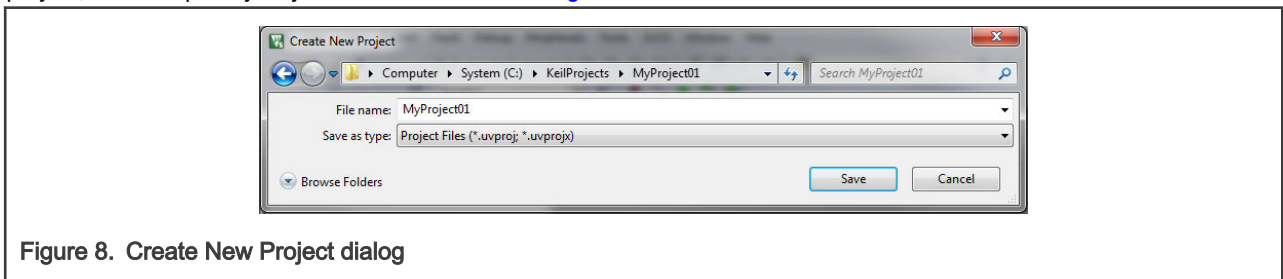 Create New Project
Computer ▸ System (C:) ▸ KeilProjects ▸ MyProject01
Search MyProject01
File name: MyProject01
Save as type: Project Files (*.uvproj; *.uvprojx)
Browse Folders
Save
Cancel
Figure 8. Create New Project dialog